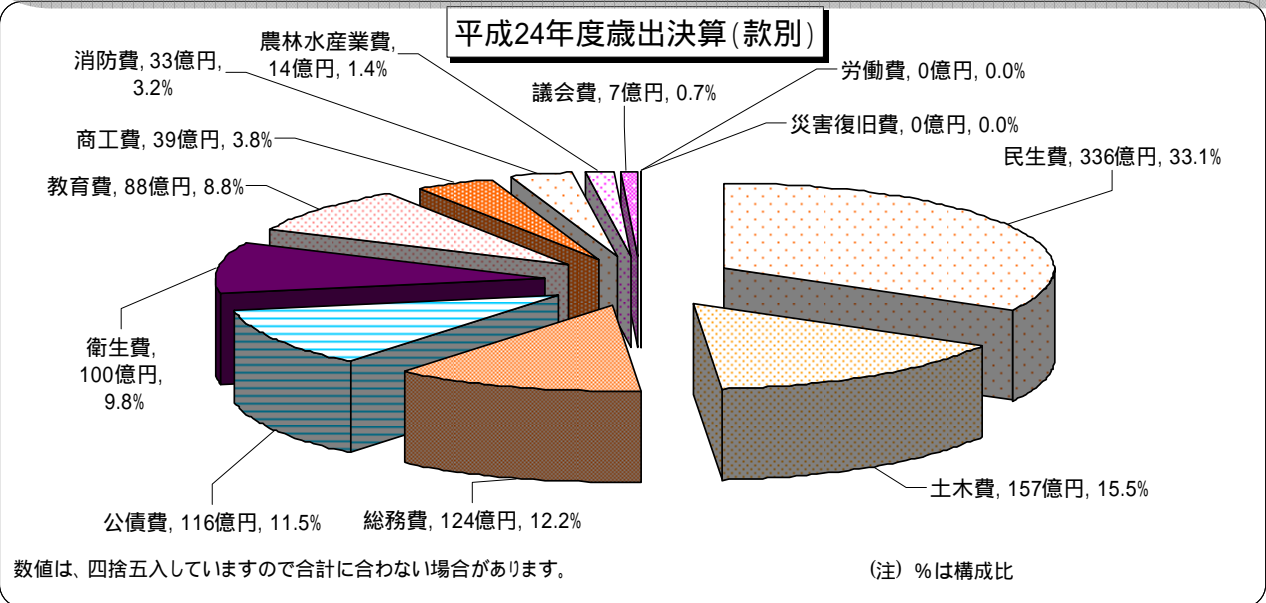 平成24年度歳出決算(款別)
農林水産業費,
14億円, 1.4%
消防費, 33億円,
3.2%
議会費, 7億円, 0.7%
労働費, 0億円, 0.0%
災害復旧費, 0億円, 0.0%
商工費, 39億円, 3.8%
民生費, 336億円, 33.1%
教育費, 88億円, 8.8%
衛生費,
100億円,
9.8%
土木費, 157億円, 15.5%
公債費, 116億円, 11.5%
総務費, 124億円, 12.2%
数値は、四捨五入していますので合計に合わない場合があります。
(注) %は構成比